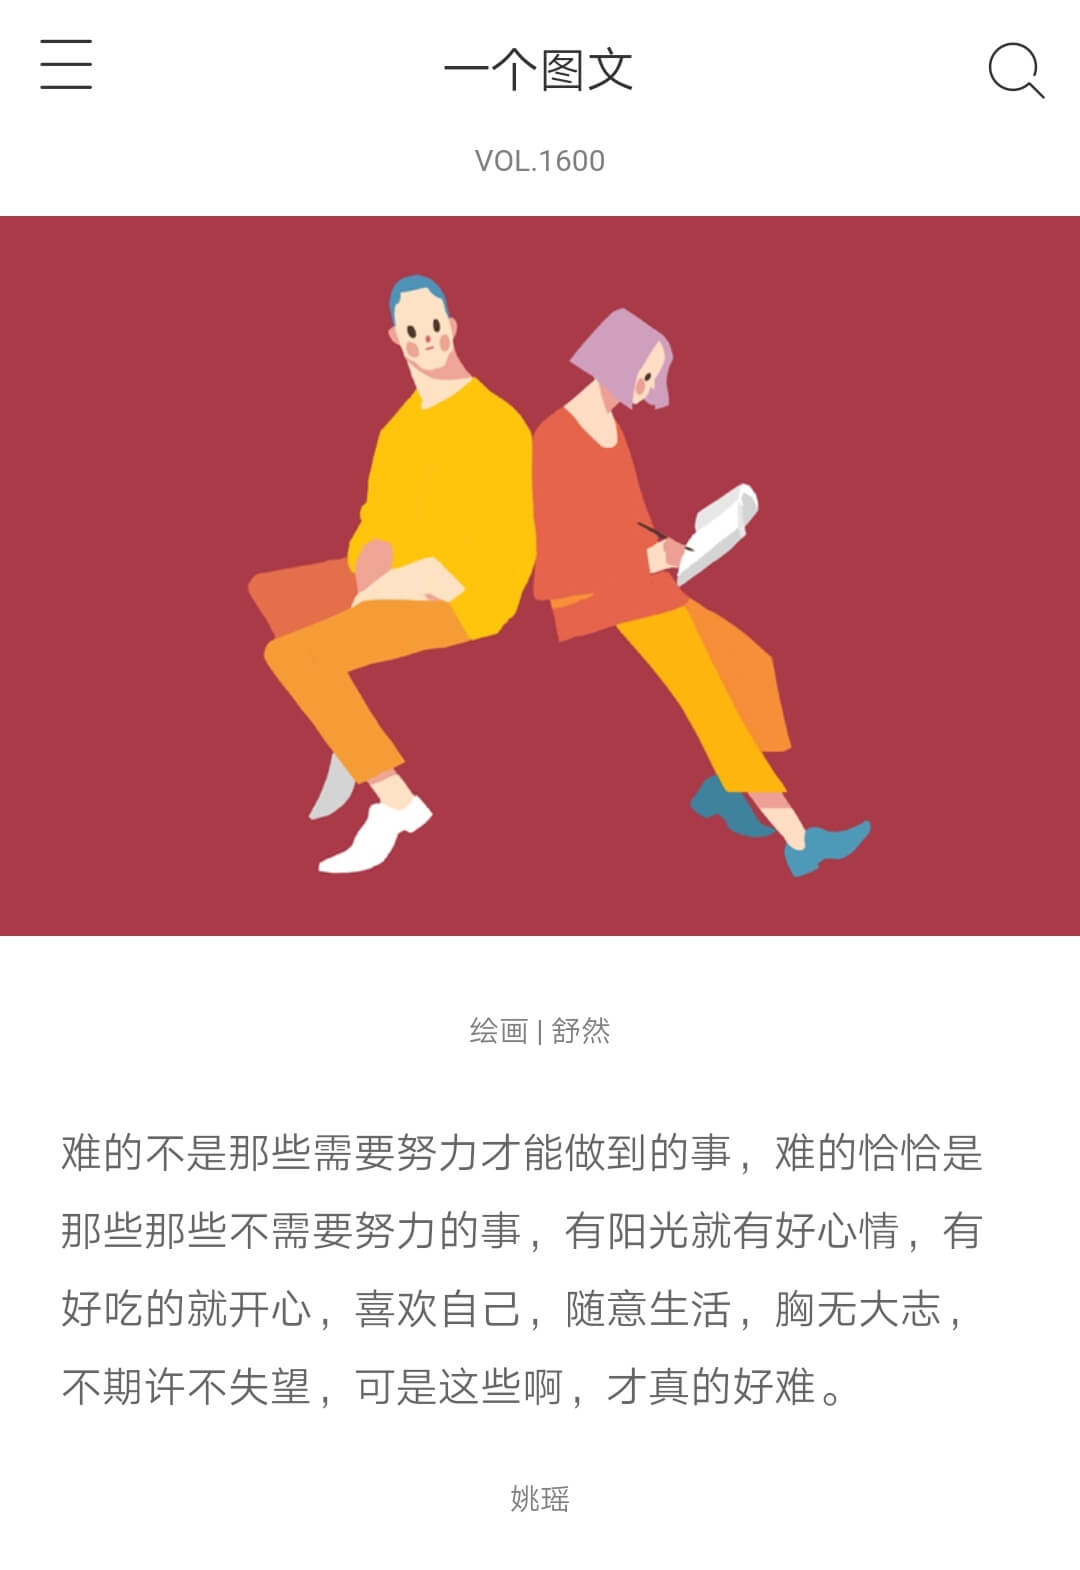 一个图文
VOL.1600
绘画 | 舒然
难的不是那些需要努力才能做到的事，难的恰恰是
那些那些不需要努力的事，有阳光就有好心情，有
好吃的就开心，喜欢自己，随意生活，胸无大志，
不期许不失望，可是这些啊，才真的好难。
姚瑶